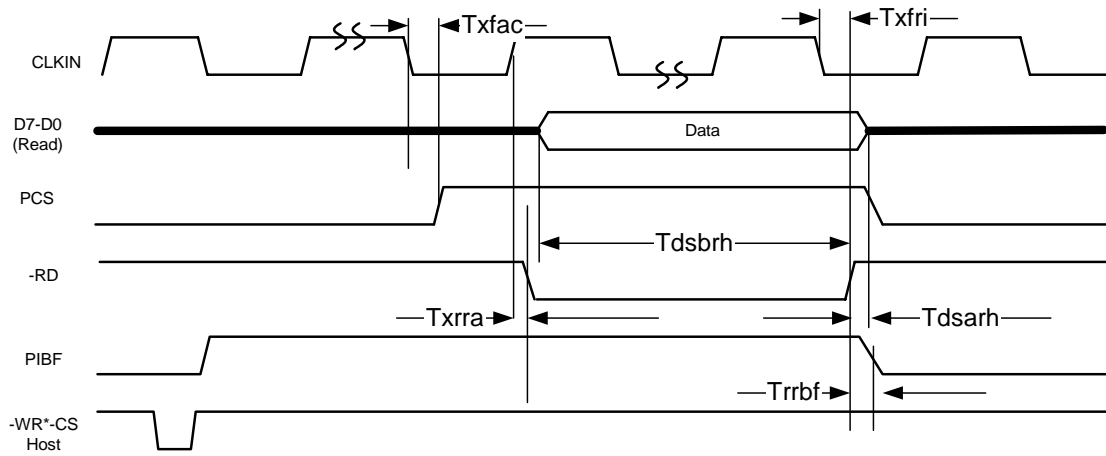 Txfac
Txfri
CLKIN
D7-D0
(Read)
Data
PCS
Tdsbrh
-RD
Txrra
Tdsarh
PIBF
Trrbf
-WR*-CS
Host